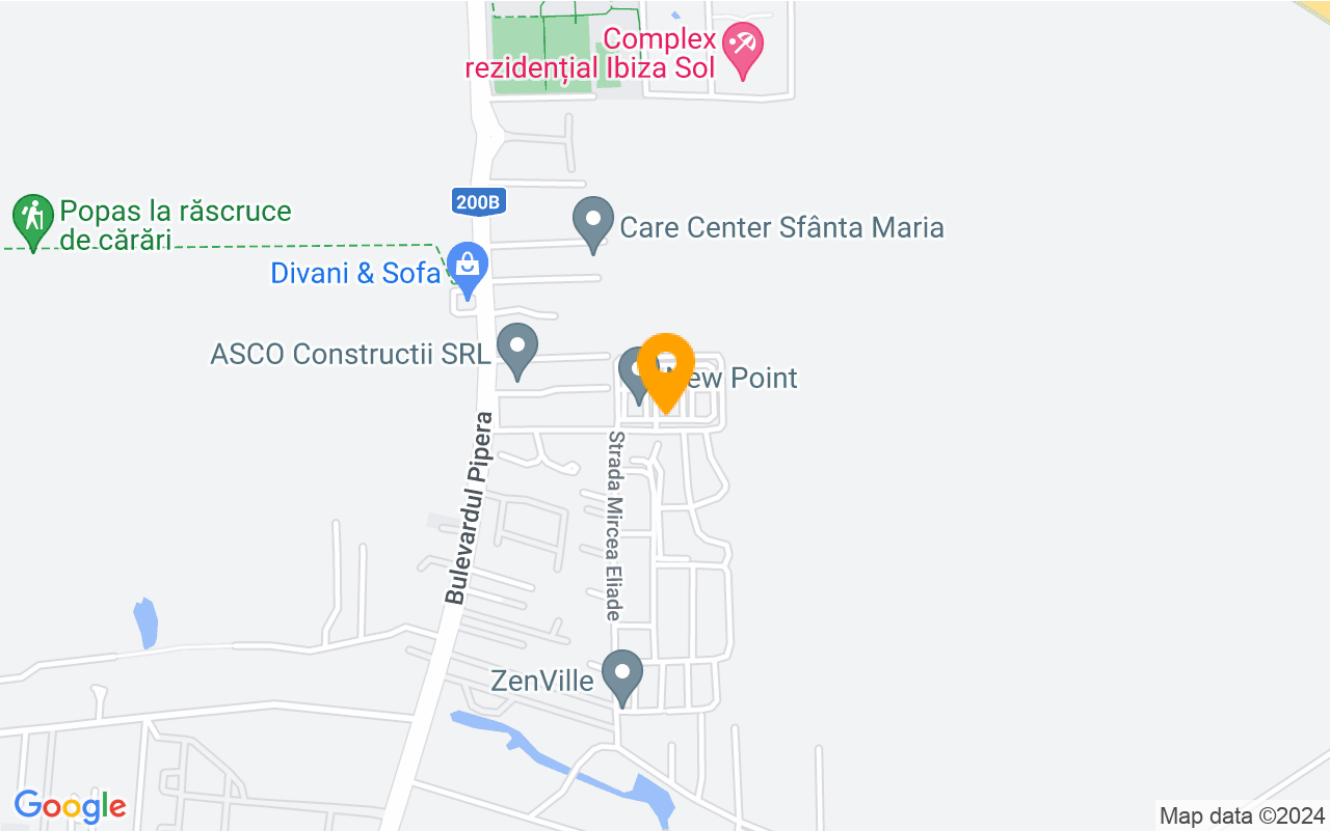 Complex
rezidențial Ibiza Sol
200B
Popas la răscruce
de cărări
Care Center Sfânta Maria
Divani & Sofa
ASCO Constructii SRL
New Point
Bulevardul Pipera
Strada Mircea Eliade
ZenVille
Google
Map data ©2024